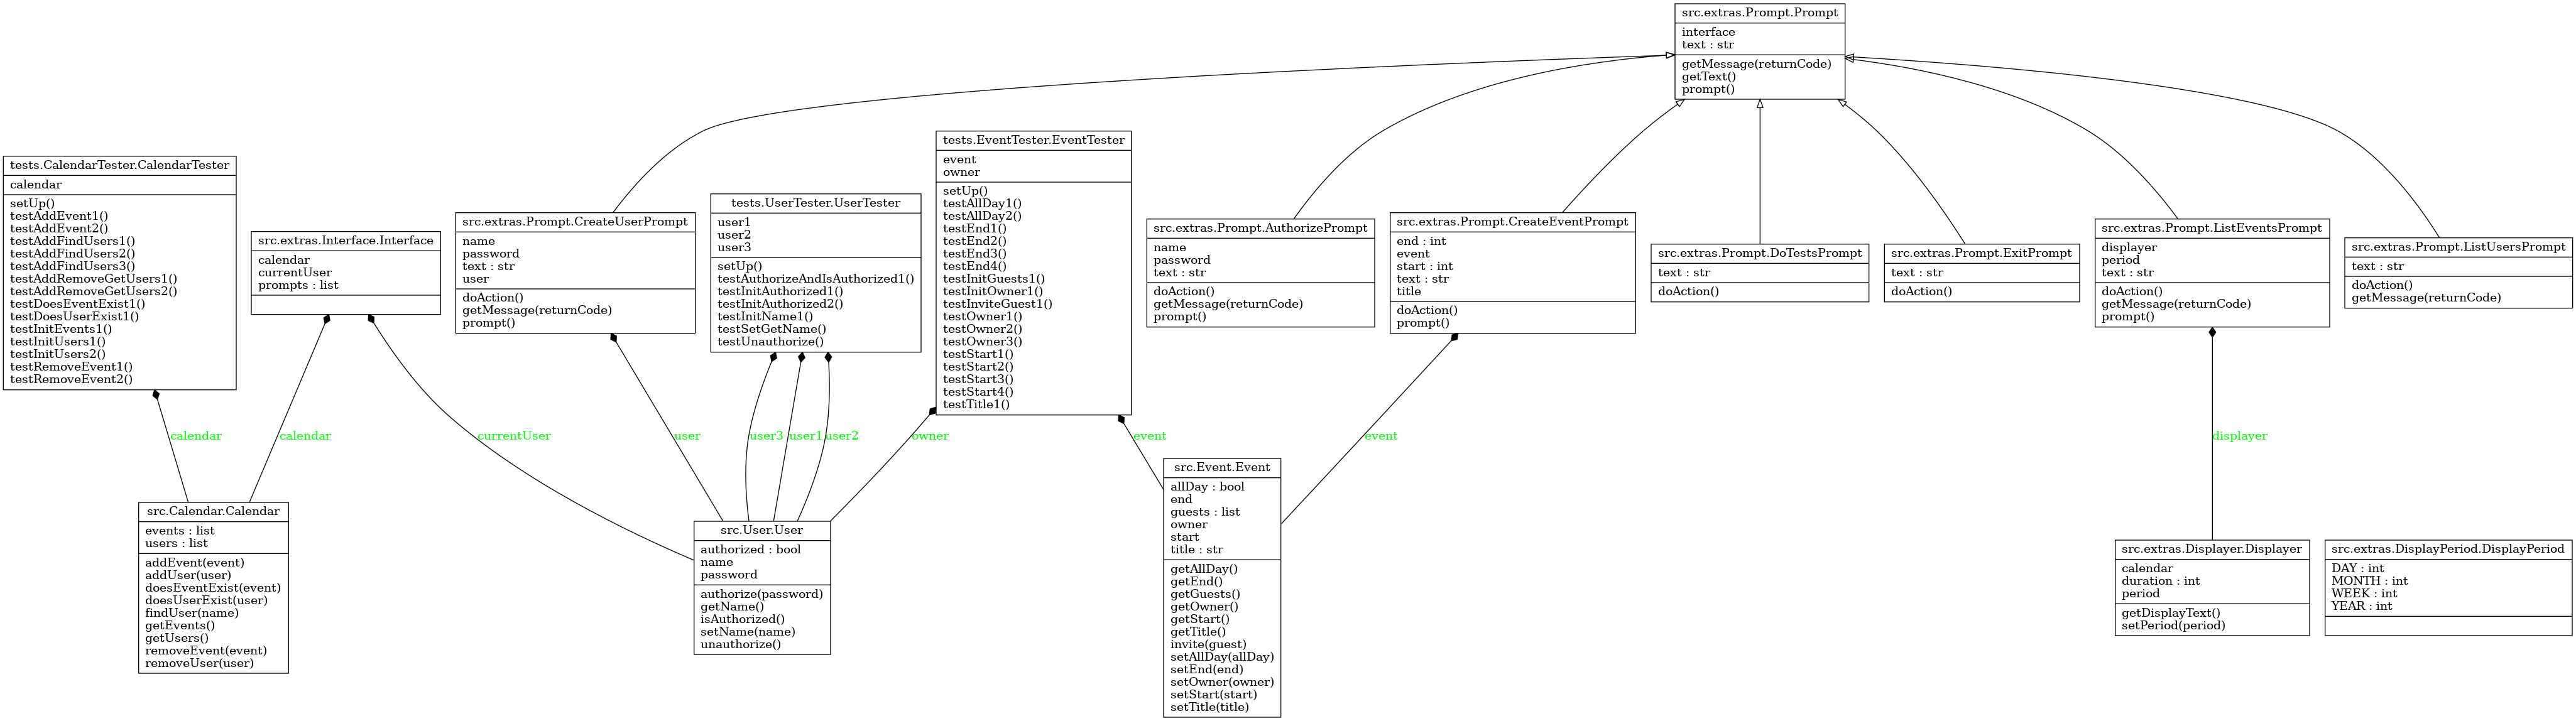 src.extras.Prompt.Prompt
interface
text : str
getMessage(returnCode)
getText()
prompt()
tests.CalendarTester.CalendarTester
calendar
setUp()
testAddEvent1()
testAddEvent2()
testAddFindUsers1()
testAddFindUsers2()
testAddFindUsers3()
testAddRemoveGetUsers1()
testAddRemoveGetUsers2()
testDoesEventExist1()
testDoesUserExist1()
testInitEvents1()
testInitUsers1()
testInitUsers2()
testRemoveEvent1()
testRemoveEvent2()
src.extras.Interface.Interface
calendar
currentUser
prompts : list
src.extras.Prompt.CreateUserPrompt
name
password
text : str
user
doAction()
getMessage(returnCode)
prompt()
tests.UserTester.UserTester
user1
user2
user3
setUp()
testAuthorizeAndIsAuthorized1()
testInitAuthorized1()
testInitAuthorized2()
testInitName1()
testSetGetName()
testUnauthorize()
tests.EventTester.EventTester
event
owner
setUp()
testAllDay1()
testAllDay2()
testEnd1()
testEnd2()
testEnd3()
testEnd4()
testInitGuests1()
testInitOwner1()
testInviteGuest1()
testOwner1()
testOwner2()
testOwner3()
testStart1()
testStart2()
testStart3()
testStart4()
testTitle1()
src.extras.Prompt.AuthorizePrompt
name
password
text : str
doAction()
getMessage(returnCode)
prompt()
src.extras.Prompt.CreateEventPrompt
end : int
event
start : int
text : str
title
doAction()
prompt()
src.extras.Prompt.DoTestsPrompt
text : str
doAction()
src.extras.Prompt.ExitPrompt
text : str
doAction()
src.extras.Prompt.ListEventsPrompt
displayer
period
text : str
doAction()
getMessage(returnCode)
prompt()
src.extras.Prompt.ListUsersPrompt
text : str
doAction()
getMessage(returnCode)
calendar
calendar
currentUser
user
user3
user1
user2
owner
event
event
displayer
src.Calendar.Calendar
events : list
users : list
addEvent(event)
addUser(user)
doesEventExist(event)
doesUserExist(user)
findUser(name)
getEvents()
getUsers()
removeEvent(event)
removeUser(user)
src.User.User
authorized : bool
name
password
authorize(password)
getName()
isAuthorized()
setName(name)
unauthorize()
src.Event.Event
allDay : bool
end
guests : list
owner
start
title : str
getAllDay()
getEnd()
getGuests()
getOwner()
getStart()
getTitle()
invite(guest)
setAllDay(allDay)
setEnd(end)
setOwner(owner)
setStart(start)
setTitle(title)
src.extras.Displayer.Displayer
calendar
duration : int
period
getDisplayText()
setPeriod(period)
src.extras.DisplayPeriod.DisplayPeriod
DAY : int
MONTH : int
WEEK : int
YEAR : int